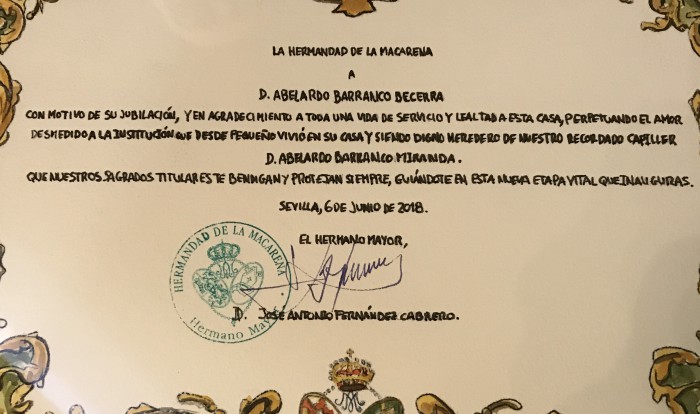 LA HERMANDAD DE LA MACARENA
A
D. ABELARDO BARRANCO BECERRA
CON MOTIVO DE SU JUBILACIÓN, Y EN AGRADECIMIENTO A TODA UNA VIDA DE SERVICIO Y LEALTAD A ESTA CASA, PERPETUANDO EL AMOR
DESMEDIDO A LA INSTITUCIÓN QUE DESDE PEQUEÑO VIVIÓ EN SU CASA Y SIENDO DIGNO HEREDERO DE NUESTRO RECORDADO CAPILLER
D. ABELARDO BARRANCO MIRANDA.
QUE NUESTROS SAGRADOS TITULARES TE BENDIGAN Y PROTEJAN SIEMPRE, GUIÁNDOTE EN ESTA NUEVA ETAPA VITAL QUE INAUGURAS.
SEVILLA, 6 DE JUNIO DE 2018.
EL HERMANO MAYOR,
HERMANDAD DE LA MACARENA
Hermano Mayor
D. JOSÉ ANTONIO FERNÁNDEZ CABRERO.